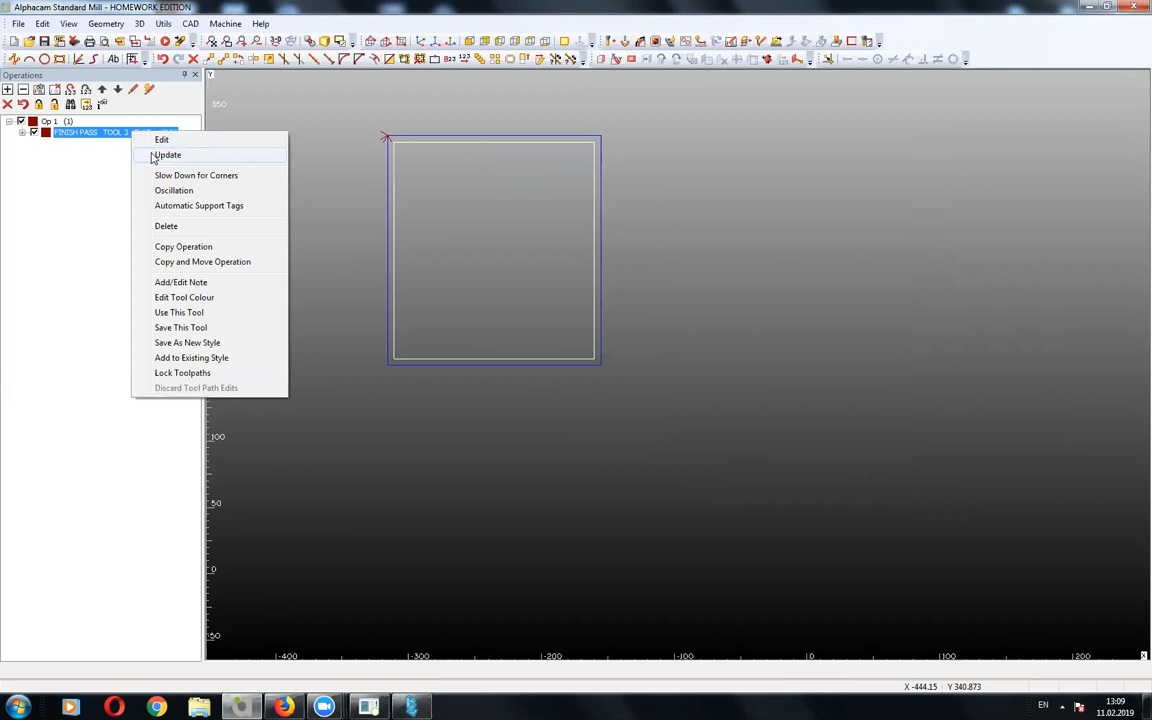 Alphacam Standard Mill - HOMEWORK EDITION
File Edit View Geometry 3D Utils CAD Machine Help
Operations
Op 1 (1)
FINISH PASS TOOL 3
Edit
Update
Slow Down for Corners
Oscillation
Automatic Support Tags
Delete
Copy Operation
Copy and Move Operation
Add/Edit Note
Edit Tool Colour
Use This Tool
Save This Tool
Save As New Style
Add to Existing Style
Lock Toolpaths
Discard Tool Path Edits
Y
350
100
50
0
50
-400 -300 -200 -100 0 100 200 X
X -444.15 Y 340.873
EN 13:09
11.02.2019